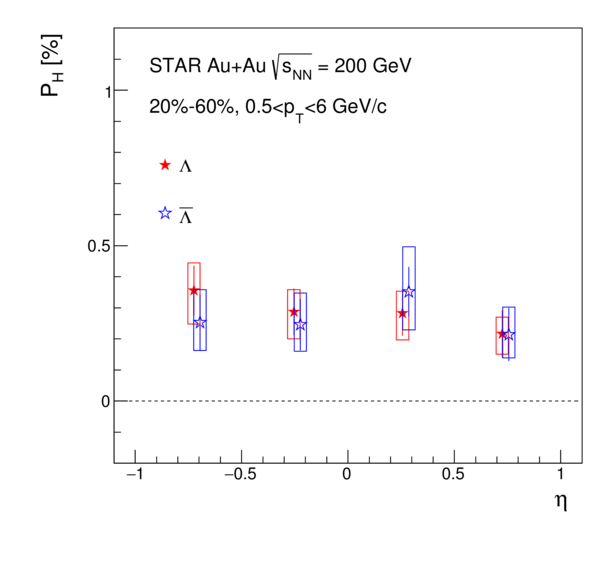 P_H [%]
STAR Au+Au √s_NN = 200 GeV
20%-60%, 0.5<p_T<6 GeV/c
Λ
Λ̅
1
0.5
0
−1 −0.5 0 0.5 1
η